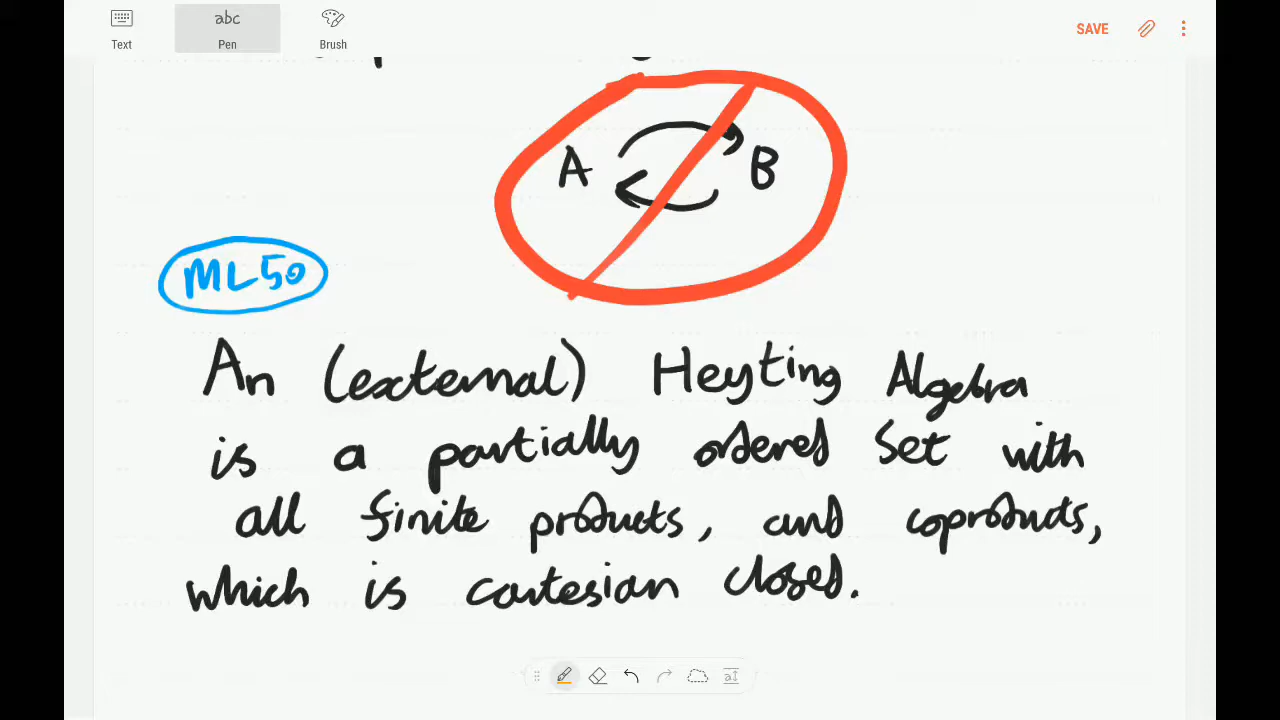 abc
Text
Pen
Brush
SAVE
A
B
ML50
An (external) Heyting Algebra
is a partially ordered set with
all finite products, and coproducts,
which is cartesian closed.